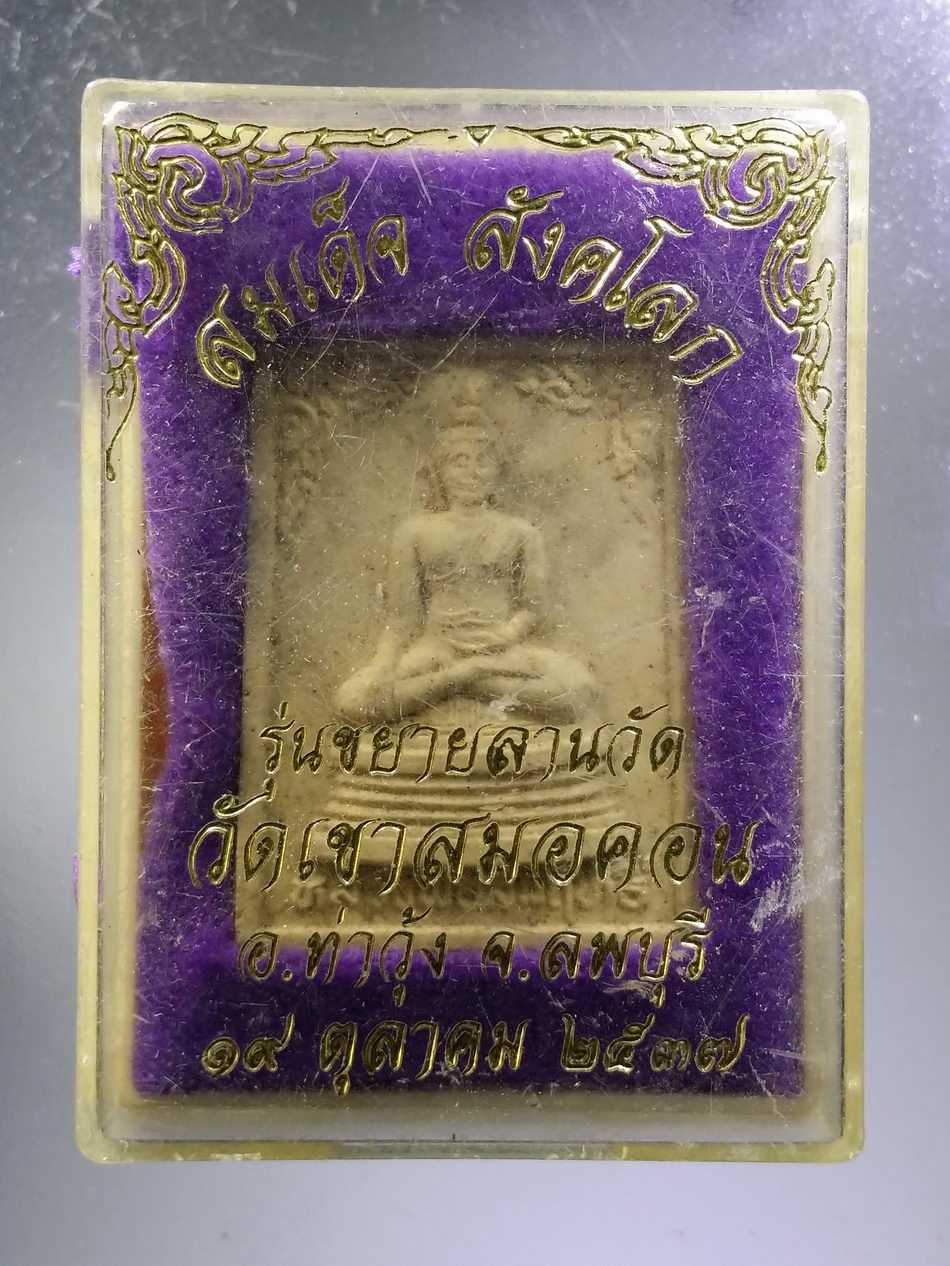 สมเด็จ สังคโลก
รุ่นขยายลานวัด
วัดเขาสมอคอน
อ.ท่าวุ้ง จ.ลพบุรี
๑๙ ตุลาคม ๒๕๓๗